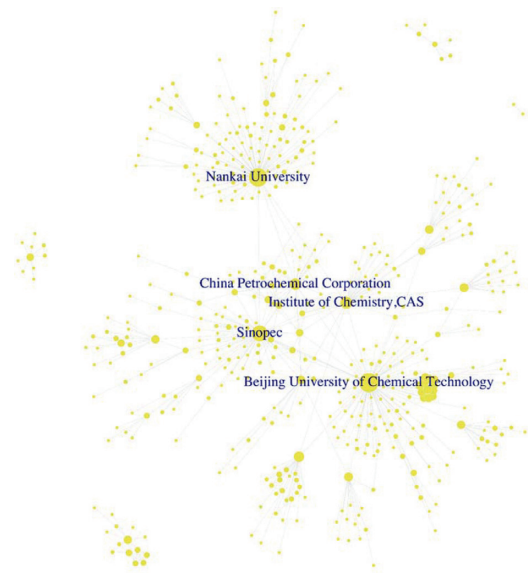 Nankai University
China Petrochemical Corporation
Institute of Chemistry,CAS
Sinopec
Beijing University of Chemical Technology